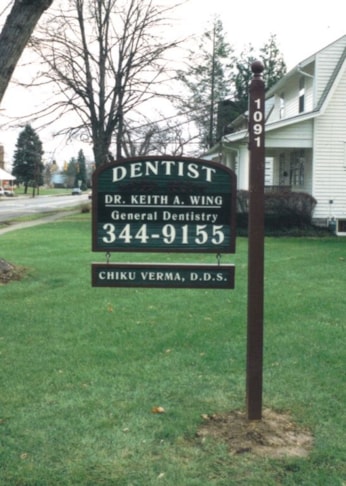 DENTIST
DR. KEITH A. WING
General Dentistry
344-9155
CHIKU VERMA, D.D.S.
1091